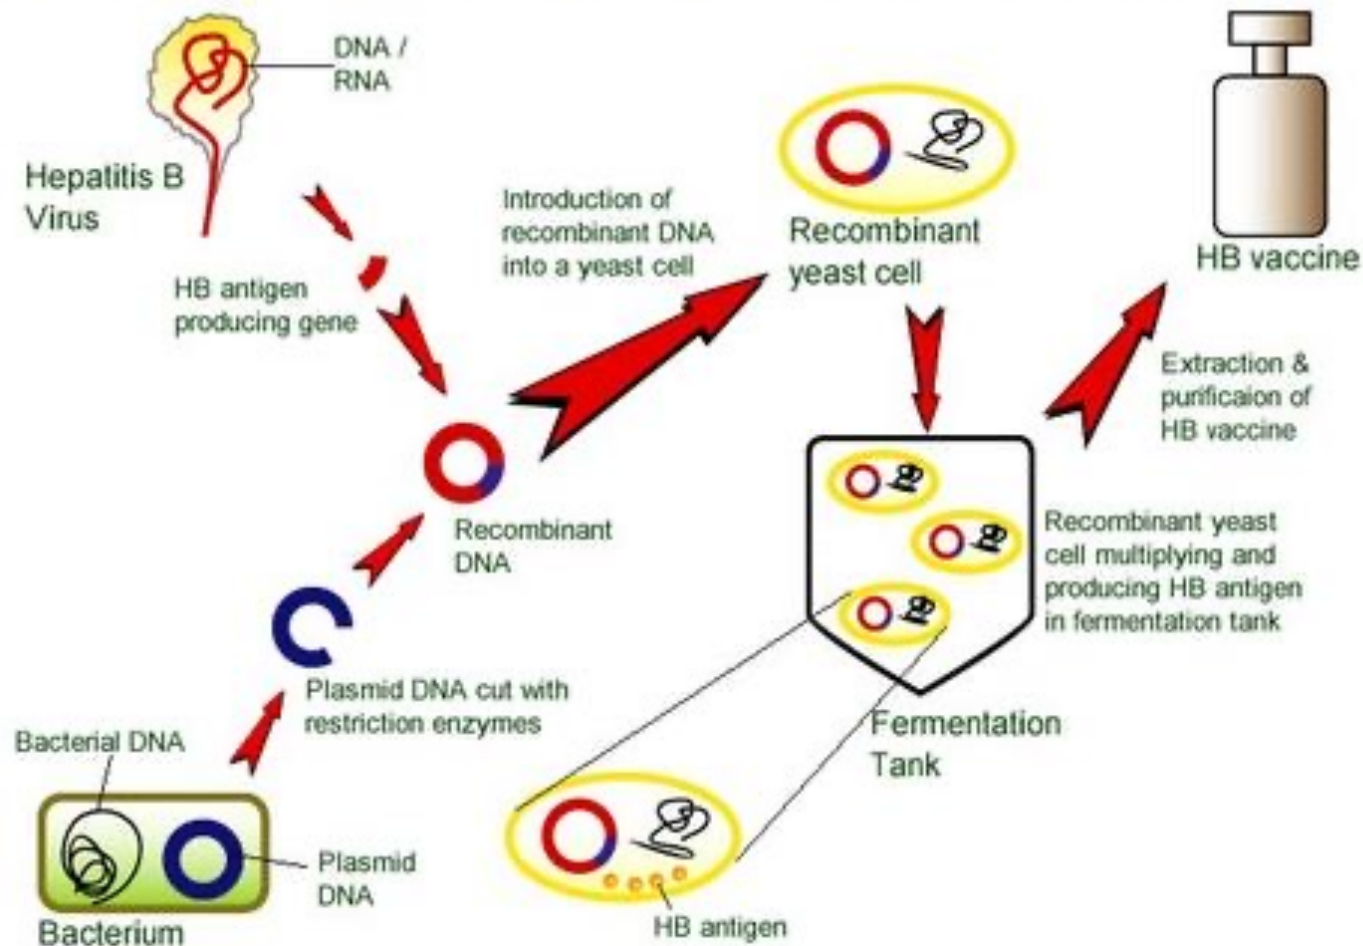 DNA /
RNA
Hepatitis B
Virus
HB antigen
producing gene
Introduction of
recombinant DNA
into a yeast cell
Recombinant
yeast cell
HB vaccine
Extraction &
purificaion of
HB vaccine
Recombinant
DNA
Recombinant yeast
cell multiplying and
producing HB antigen
in fermentation tank
Plasmid DNA cut with
restriction enzymes
Fermentation
Tank
Bacterial DNA
Plasmid
DNA
Bacterium
HB antigen